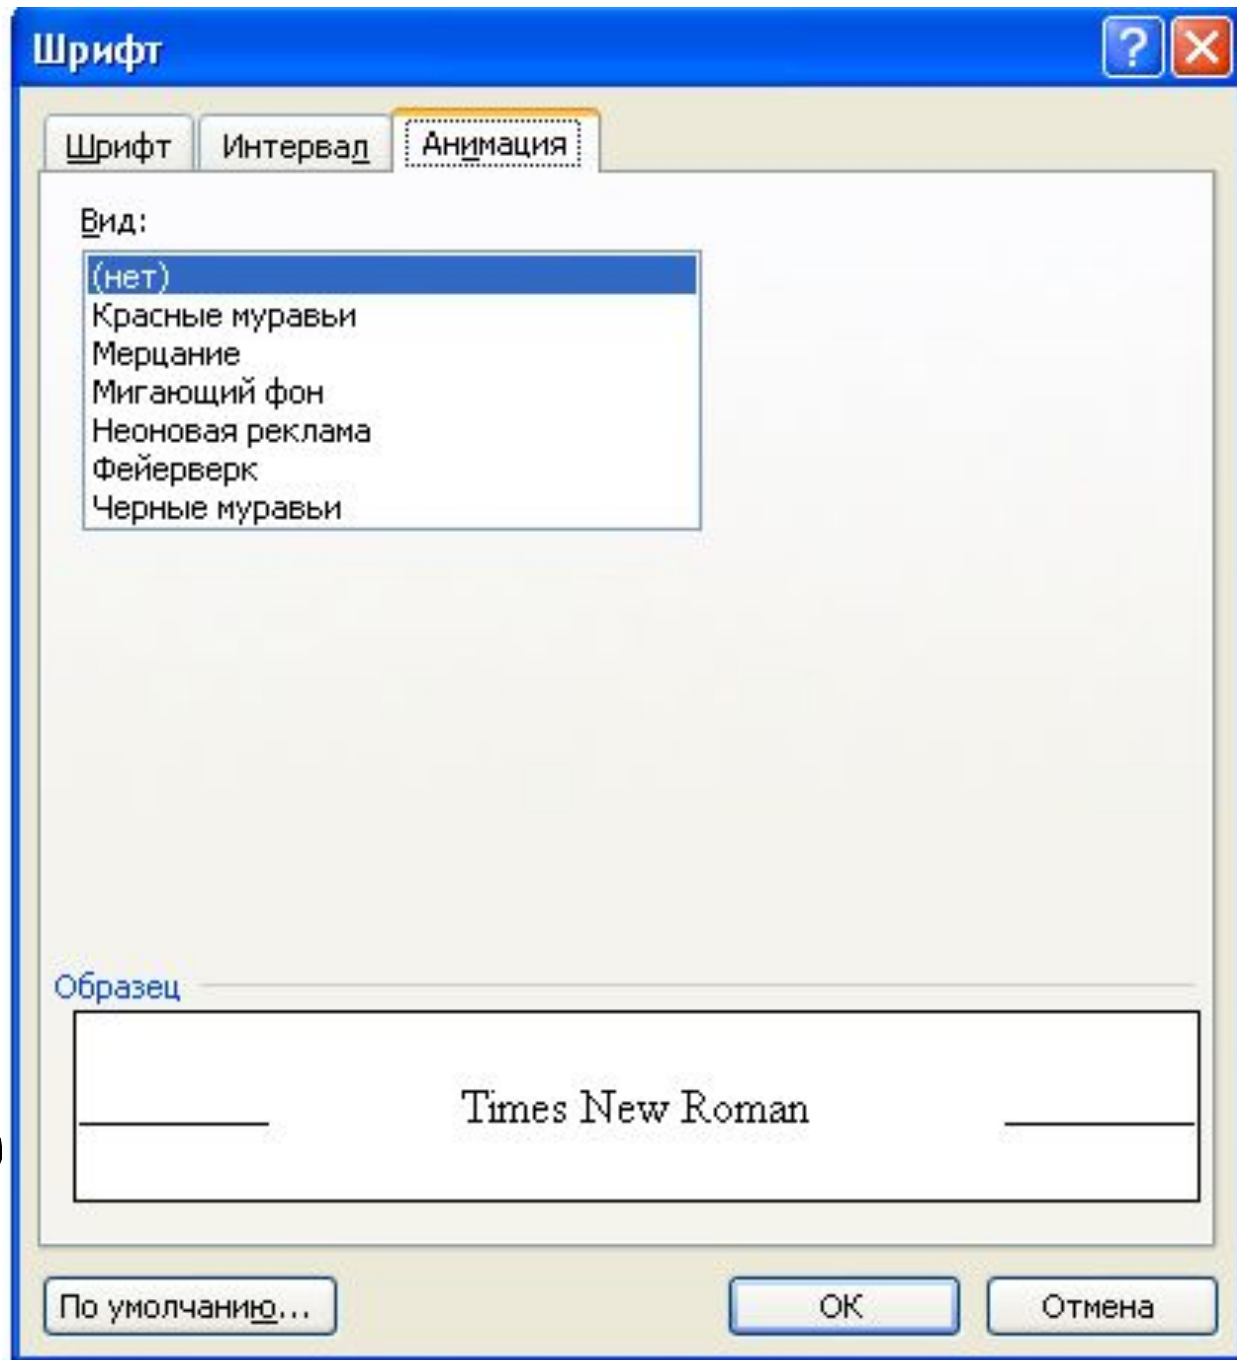 Шрифт
Шрифт Интервал Анимация
Вид:
(нет)
Красные муравьи
Мерцание
Мигающий фон
Неоновая реклама
Фейерверк
Черные муравьи
Образец
Times New Roman
По умолчанию... ОК Отмена